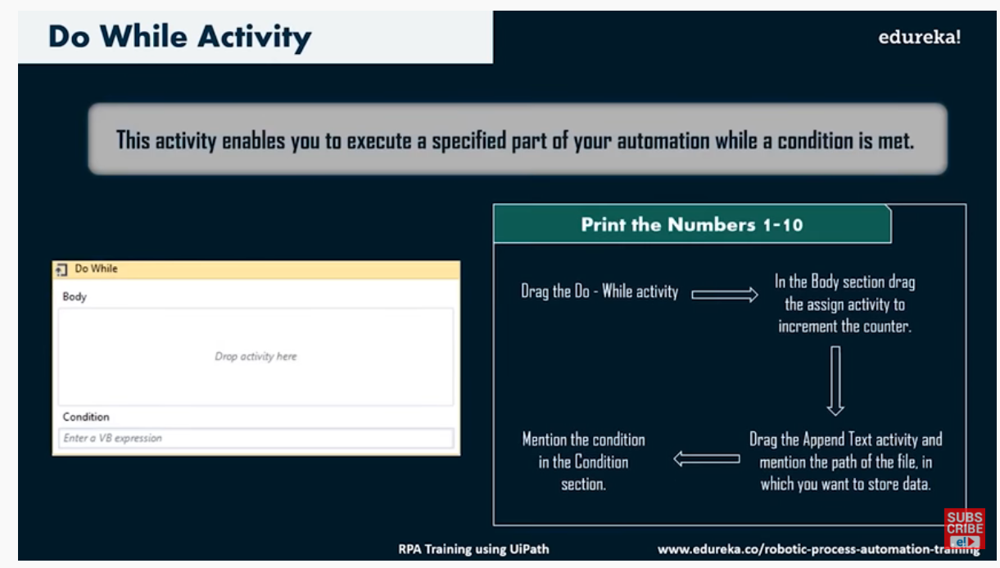 Do While Activity
edureka!
This activity enables you to execute a specified part of your automation while a condition is met.
Do While
Body
Drop activity here
Condition
Enter a VB expression
Print the Numbers 1-10
Drag the Do - While activity
In the Body section drag
the assign activity to
increment the counter.
Drag the Append Text activity and
mention the path of the file, in
which you want to store data.
Mention the condition
in the Condition
section.
SUBS
CRIBE
e!
RPA Training using UiPath
www.edureka.co/robotic-process-automation-training